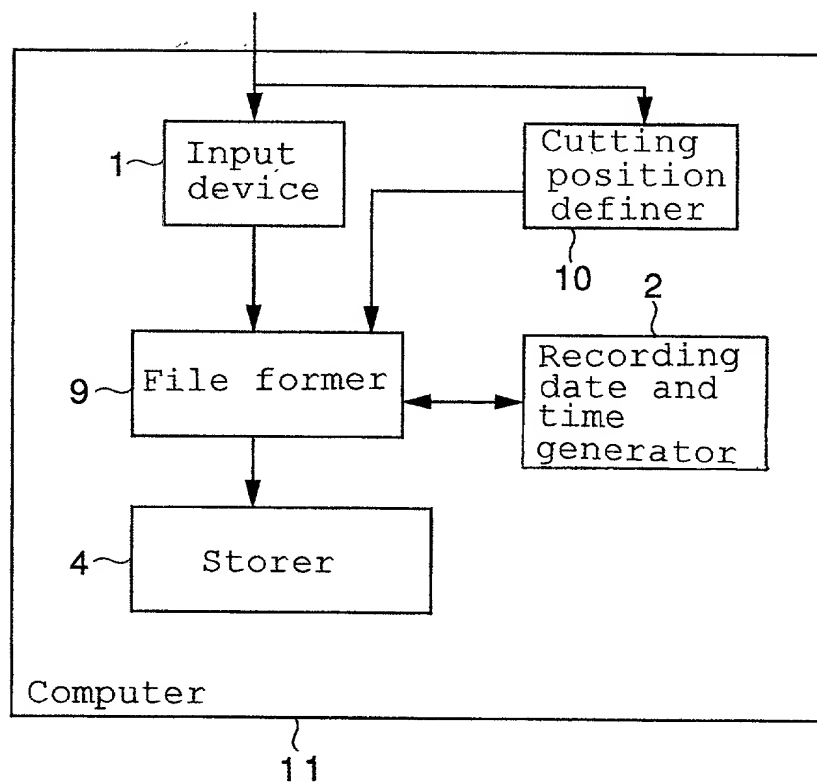 1
Input
device
Cutting
position
definer
10
2
9
File former
Recording
date and
time
generator
4
Storer
Computer
11